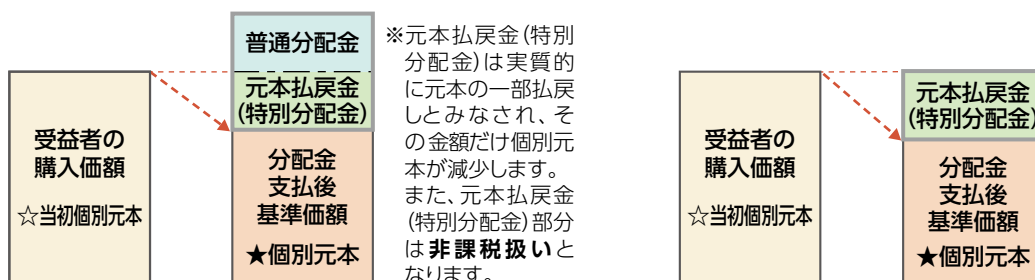 受益者の
購入価額
☆当初個別元本
普通分配金
元本払戻金
(特別分配金)
分配金
支払後
基準価額
★個別元本
※元本払戻金(特別
分配金)は実質的
に元本の一部払戻
しとみなされ、そ
の金額だけ個別元
本が減少します。
また、元本払戻金
(特別分配金)部分
は非課税扱いと
なります。
受益者の
購入価額
☆当初個別元本
元本払戻金
(特別分配金)
分配金
支払後
基準価額
★個別元本